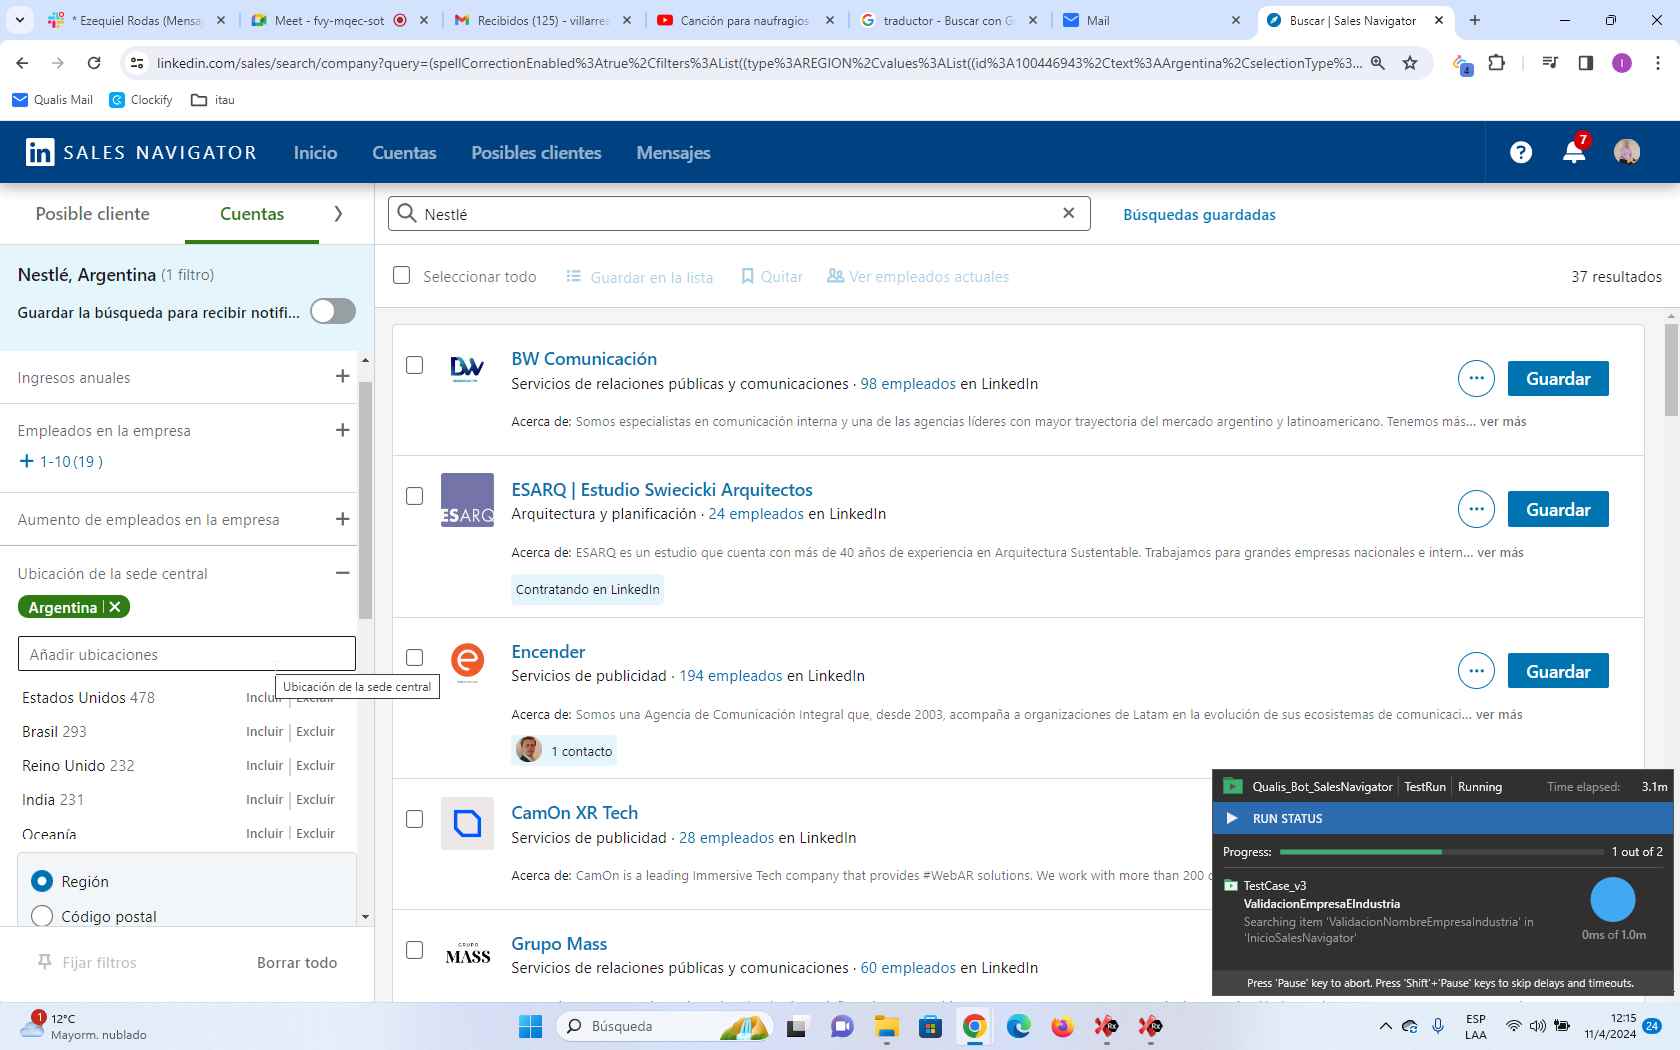 * Ezequiel Rodas (Mensa
Meet - fvy-mqec-sot
Recibidos (125) - villarre
Canción para naufragios
traductor - Buscar con G
Mail
Buscar | Sales Navigator
linkedin.com/sales/search/company?query=(spellCorrectionEnabled%3Atrue%2Cfilters%3AList((type%3AREGION%2Cvalues%3AList((id%3A100446943%2Ctext%3AArgentina%2CselectionType%3...
4
I
Qualis Mail
Clockify
itau
in SALES NAVIGATOR
Inicio
Cuentas
Posibles clientes
Mensajes
7
Posible cliente
Cuentas
Nestlé
Búsquedas guardadas
Nestlé, Argentina (1 filtro)
Guardar la búsqueda para recibir notifi...
Seleccionar todo
Guardar en la lista
Quitar
Ver empleados actuales
37 resultados
Ingresos anuales
Empleados en la empresa
1-10 (19 )
Aumento de empleados en la empresa
Ubicación de la sede central
Argentina
Añadir ubicaciones
Ubicación de la sede central
Estados Unidos 478
Incluir
Excluir
Brasil 293
Incluir
Excluir
Reino Unido 232
Incluir
Excluir
India 231
Incluir
Excluir
Oceanía
Incluir
Excluir
Región
Código postal
Fijar filtros
Borrar todo
BW
BW Comunicación
Servicios de relaciones públicas y comunicaciones · 98 empleados en LinkedIn
Acerca de: Somos especialistas en comunicación interna y una de las agencias líderes con mayor trayectoria del mercado argentino y latinoamericano. Tenemos más... ver más
Guardar
ESARQ
ESARQ | Estudio Swiecicki Arquitectos
Arquitectura y planificación · 24 empleados en LinkedIn
Acerca de: ESARQ es un estudio que cuenta con más de 40 años de experiencia en Arquitectura Sustentable. Trabajamos para grandes empresas nacionales e intern... ver más
Contratando en LinkedIn
Guardar
Encender
Servicios de publicidad · 194 empleados en LinkedIn
Acerca de: Somos una Agencia de Comunicación Integral que, desde 2003, acompaña a organizaciones de Latam en la evolución de sus ecosistemas de comunicaci... ver más
1 contacto
Guardar
CamOn XR Tech
Servicios de publicidad · 28 empleados en LinkedIn
Acerca de: CamOn is a leading Immersive Tech company that provides #WebAR solutions. We work with more than 200 c
GRUPO
MASS
Grupo Mass
Servicios de relaciones públicas y comunicaciones · 60 empleados en LinkedIn
Qualis_Bot_SalesNavigator
TestRun
Running
Time elapsed: 3.1m
RUN STATUS
Progress:
1 out of 2
TestCase_v3
ValidacionEmpresaEIndustria
Searching item 'ValidacionNombreEmpresaIndustria' in
'InicioSalesNavigator'
0ms of 1.0m
Press 'Pause' key to abort. Press 'Shift'+'Pause' keys to skip delays and timeouts.
1
12°C
Mayorm. nublado
Búsqueda
Rx
Rx
ESP
LAA
12:15
11/4/2024
24